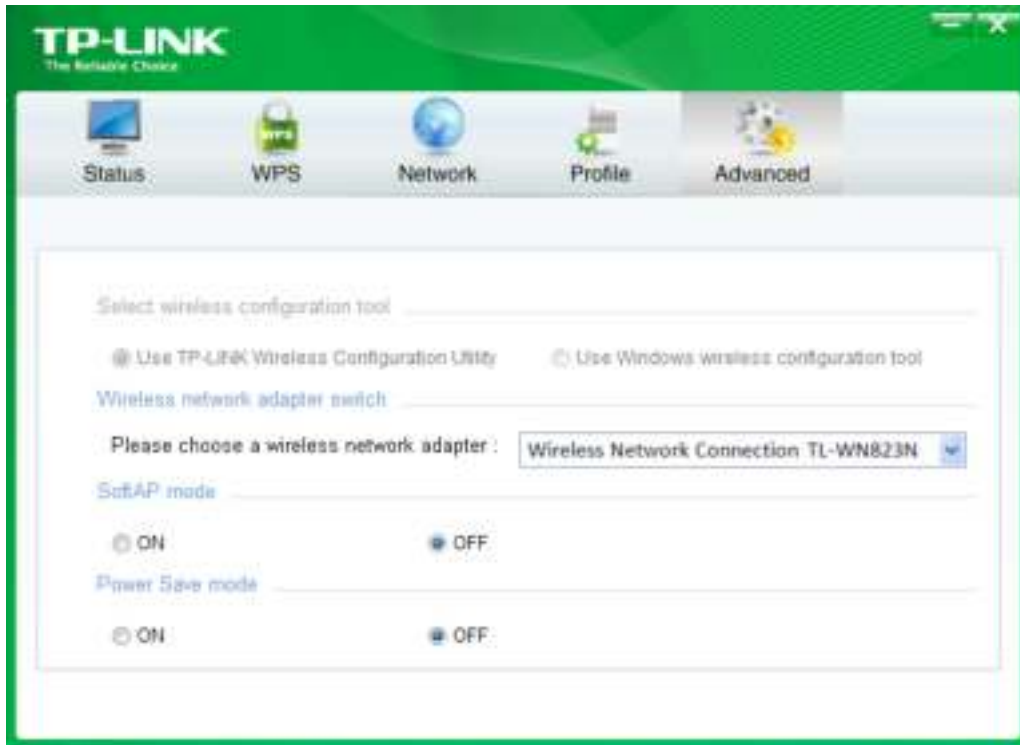 TP-LINK
The Reliable Choice
WPS
Status WPS Network Profile Advanced
Select wireless configuration tool
Use TP-LINK Wireless Configuration Utility Use Windows wireless configuration tool
Wireless network adapter switch
Please choose a wireless network adapter : Wireless Network Connection TL-WN823N
SoftAP mode
ON OFF
Power Save mode
ON OFF